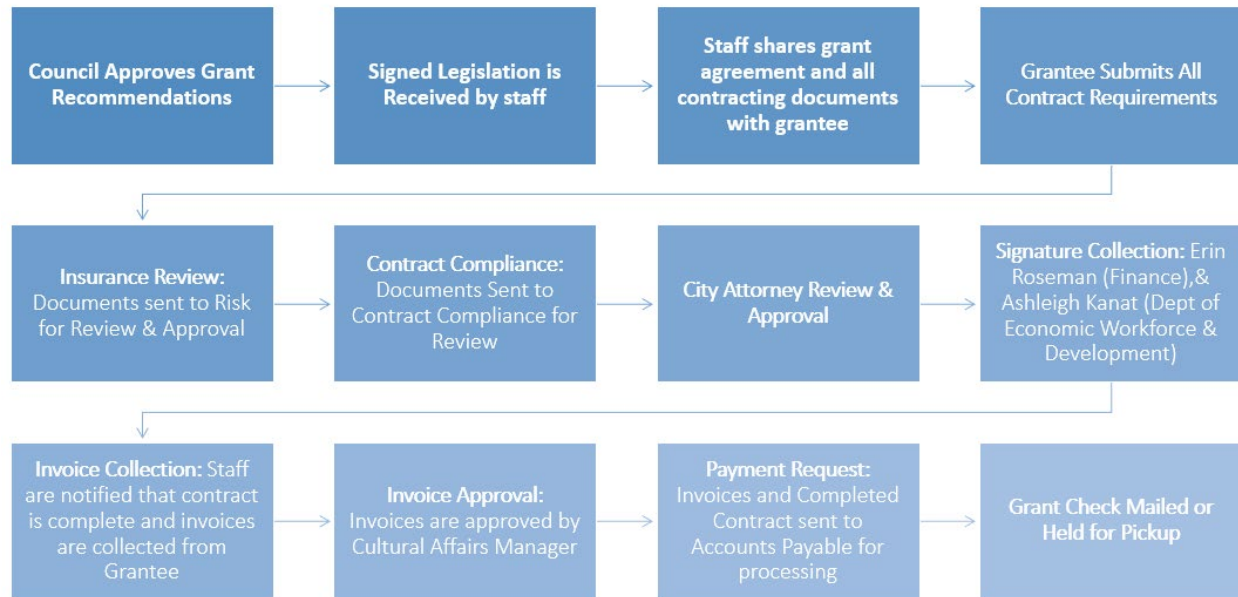 Council Approves Grant
Recommendations
Signed Legislation is
Received by staff
Staff shares grant
agreement and all
contracting documents
with grantee
Grantee Submits All
Contract Requirements
Insurance Review:
Documents sent to Risk
for Review & Approval
Contract Compliance:
Documents Sent to
Contract Compliance for
Review
City Attorney Review &
Approval
Signature Collection: Erin
Roseman (Finance),&
Ashleigh Kanat (Dept of
Economic Workforce &
Development)
Invoice Collection: Staff
are notified that contract
is complete and invoices
are collected from
Grantee
Invoice Approval:
Invoices are approved by
Cultural Affairs Manager
Payment Request:
Invoices and Completed
Contract sent to
Accounts Payable for
processing
Grant Check Mailed or
Held for Pickup